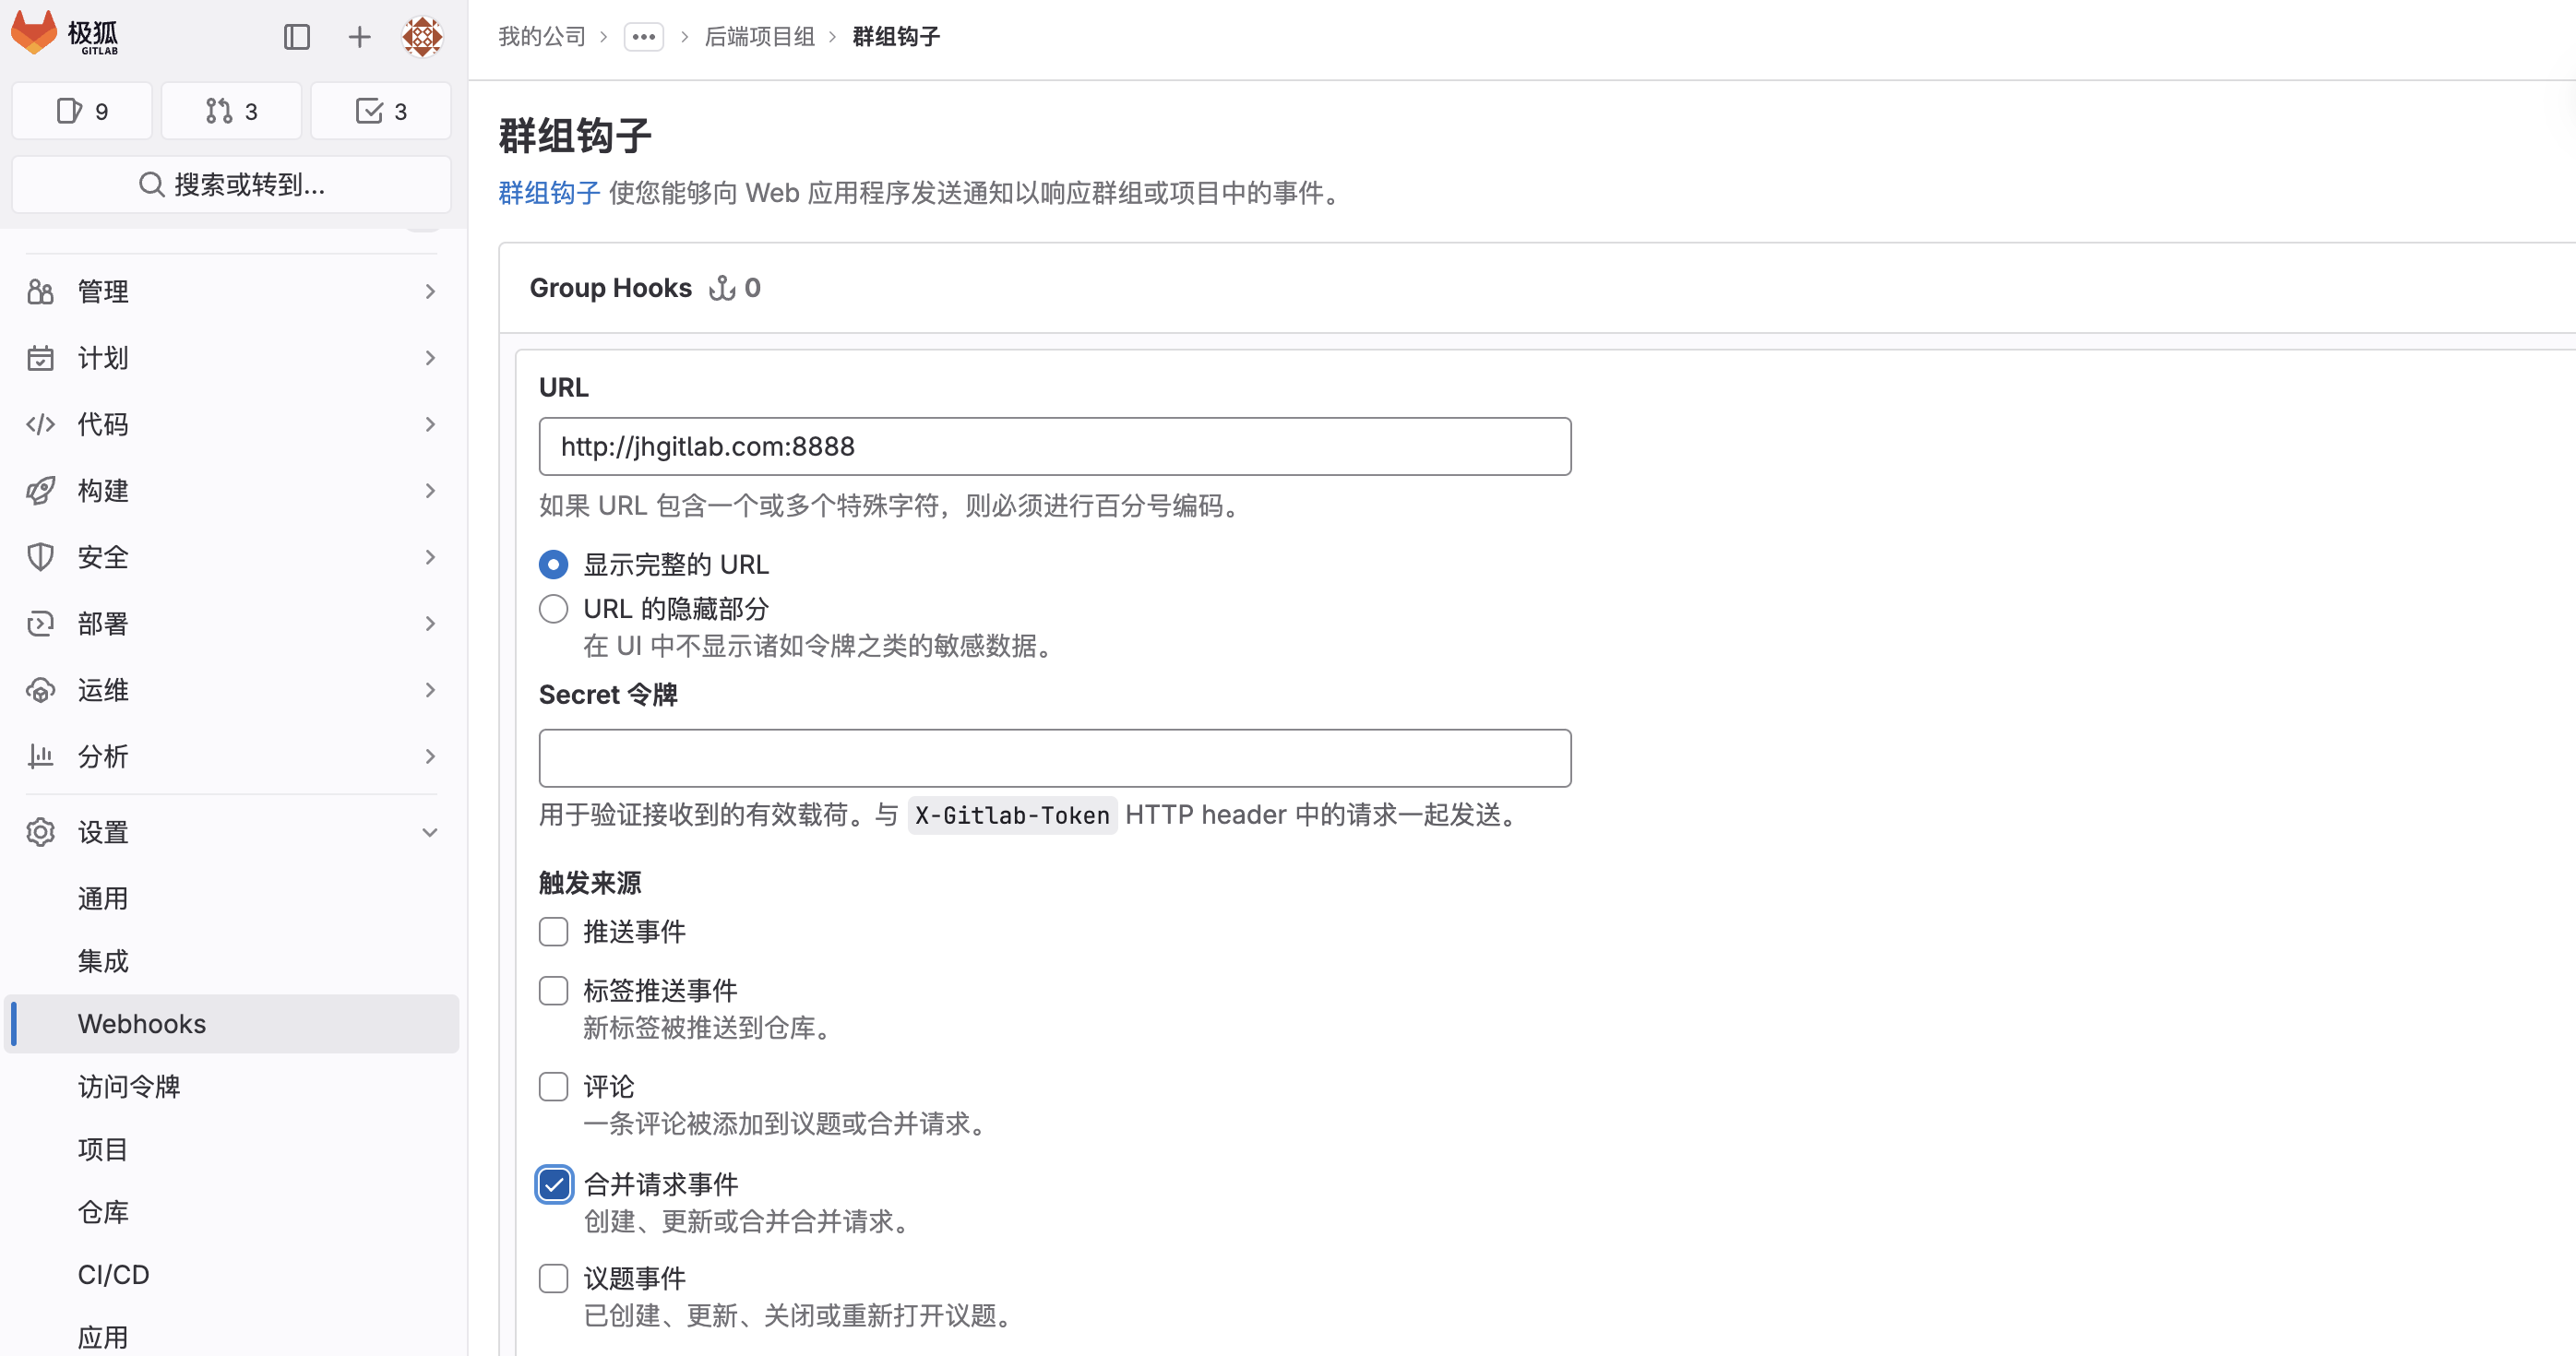 极狐
GITLAB
9
3
3
搜索或转到...
管理
计划
代码
构建
安全
部署
运维
分析
设置
通用
集成
Webhooks
访问令牌
项目
仓库
CI/CD
应用
我的公司 > ••• > 后端项目组 > 群组钩子
群组钩子
群组钩子 使您能够向 Web 应用程序发送通知以响应群组或项目中的事件。
Group Hooks 0
URL
http://jhgitlab.com:8888
如果 URL 包含一个或多个特殊字符，则必须进行百分号编码。
显示完整的 URL
URL 的隐藏部分
在 UI 中不显示诸如令牌之类的敏感数据。
Secret 令牌
用于验证接收到的有效载荷。与 X-Gitlab-Token HTTP header 中的请求一起发送。
触发来源
推送事件
标签推送事件
新标签被推送到仓库。
评论
一条评论被添加到议题或合并请求。
合并请求事件
创建、更新或合并合并请求。
议题事件
已创建、更新、关闭或重新打开议题。